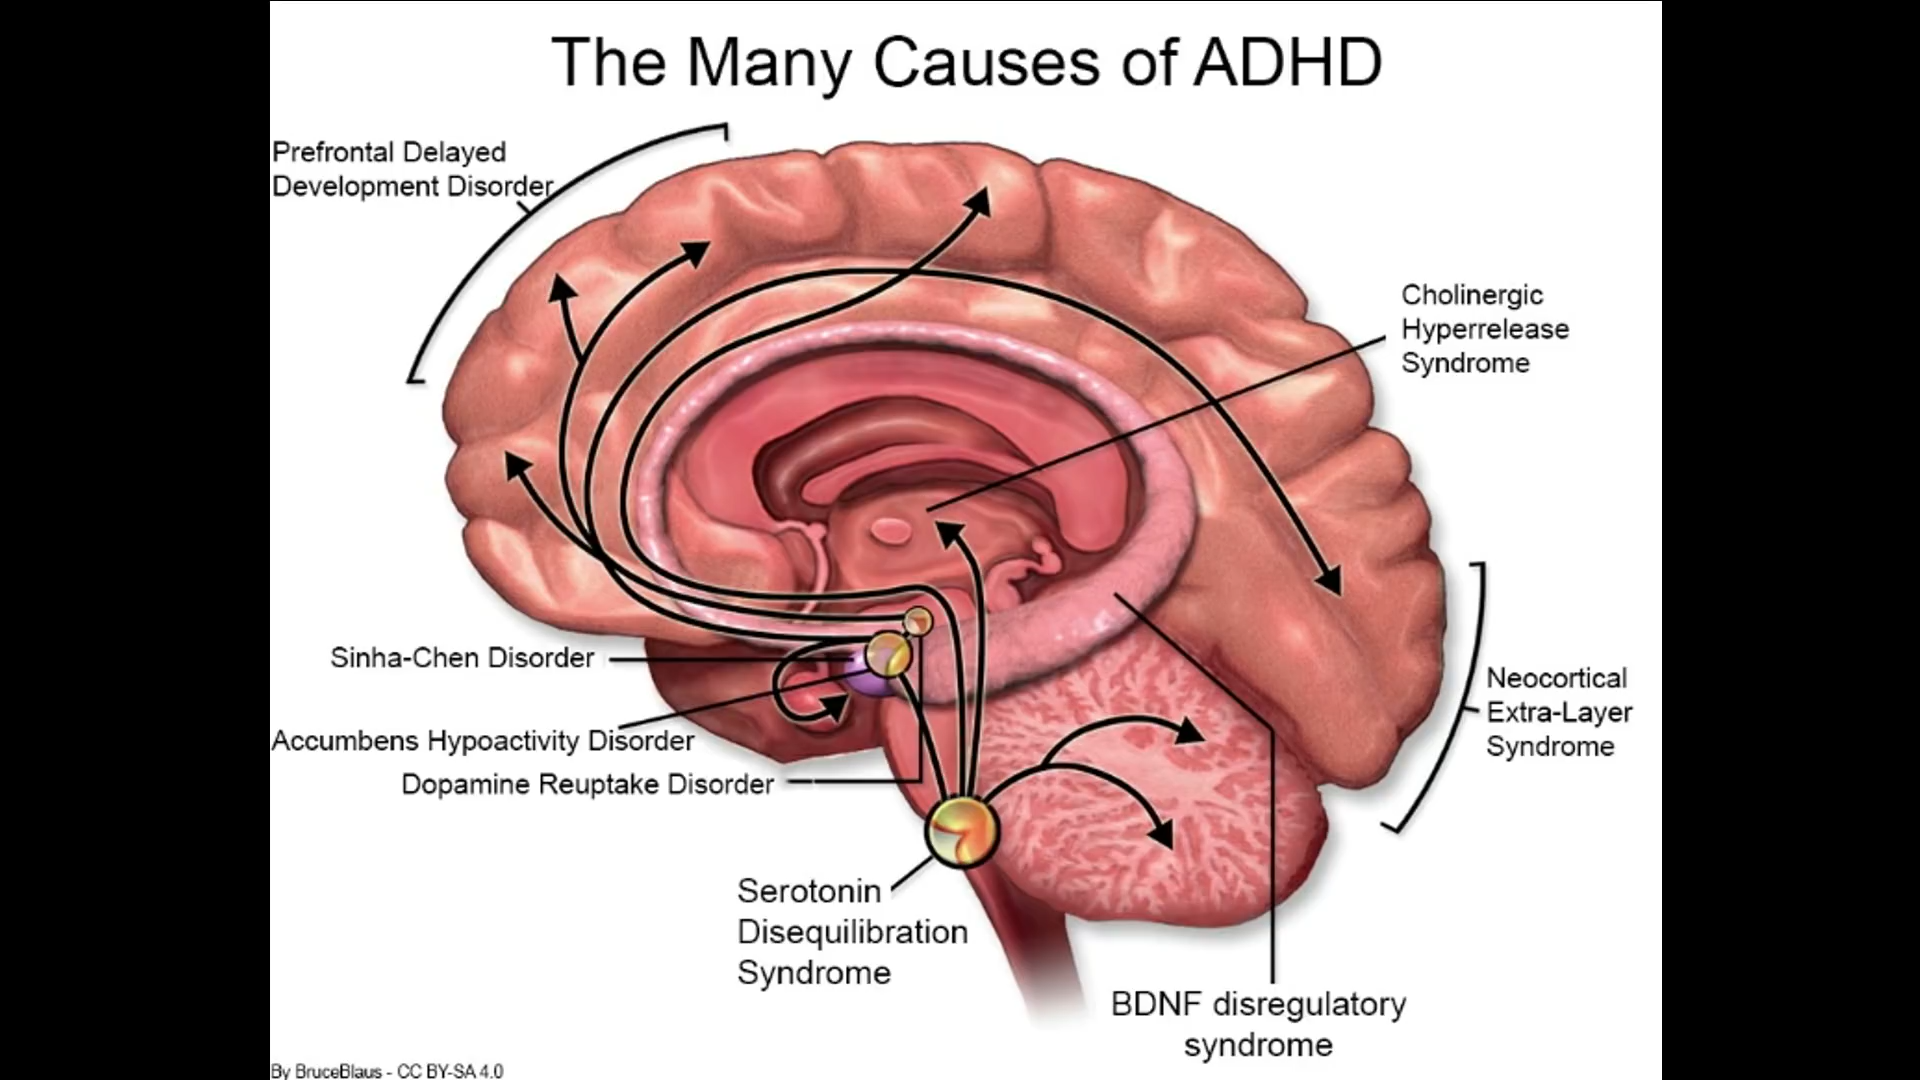 The Many Causes of ADHD
Prefrontal Delayed
Development Disorder
Cholinergic
Hyperrelease
Syndrome
Sinha-Chen Disorder
Accumbens Hypoactivity Disorder
Dopamine Reuptake Disorder
Neocortical
Extra-Layer
Syndrome
Serotonin
Disequilibration
Syndrome
BDNF disregulatory
syndrome
By BruceBlaus - CC BY-SA 4.0